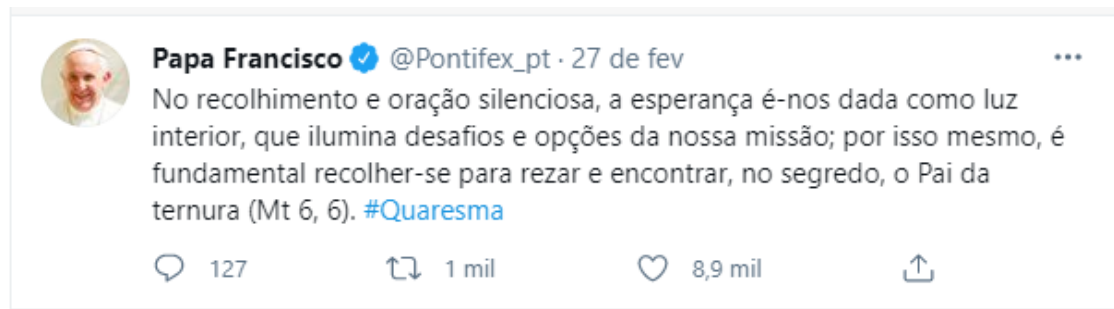 Papa Francisco @Pontifex_pt · 27 de fev
No recolhimento e oração silenciosa, a esperança é-nos dada como luz
interior, que ilumina desafios e opções da nossa missão; por isso mesmo, é
fundamental recolher-se para rezar e encontrar, no segredo, o Pai da
ternura (Mt 6, 6). #Quaresma
127 1 mil 8,9 mil